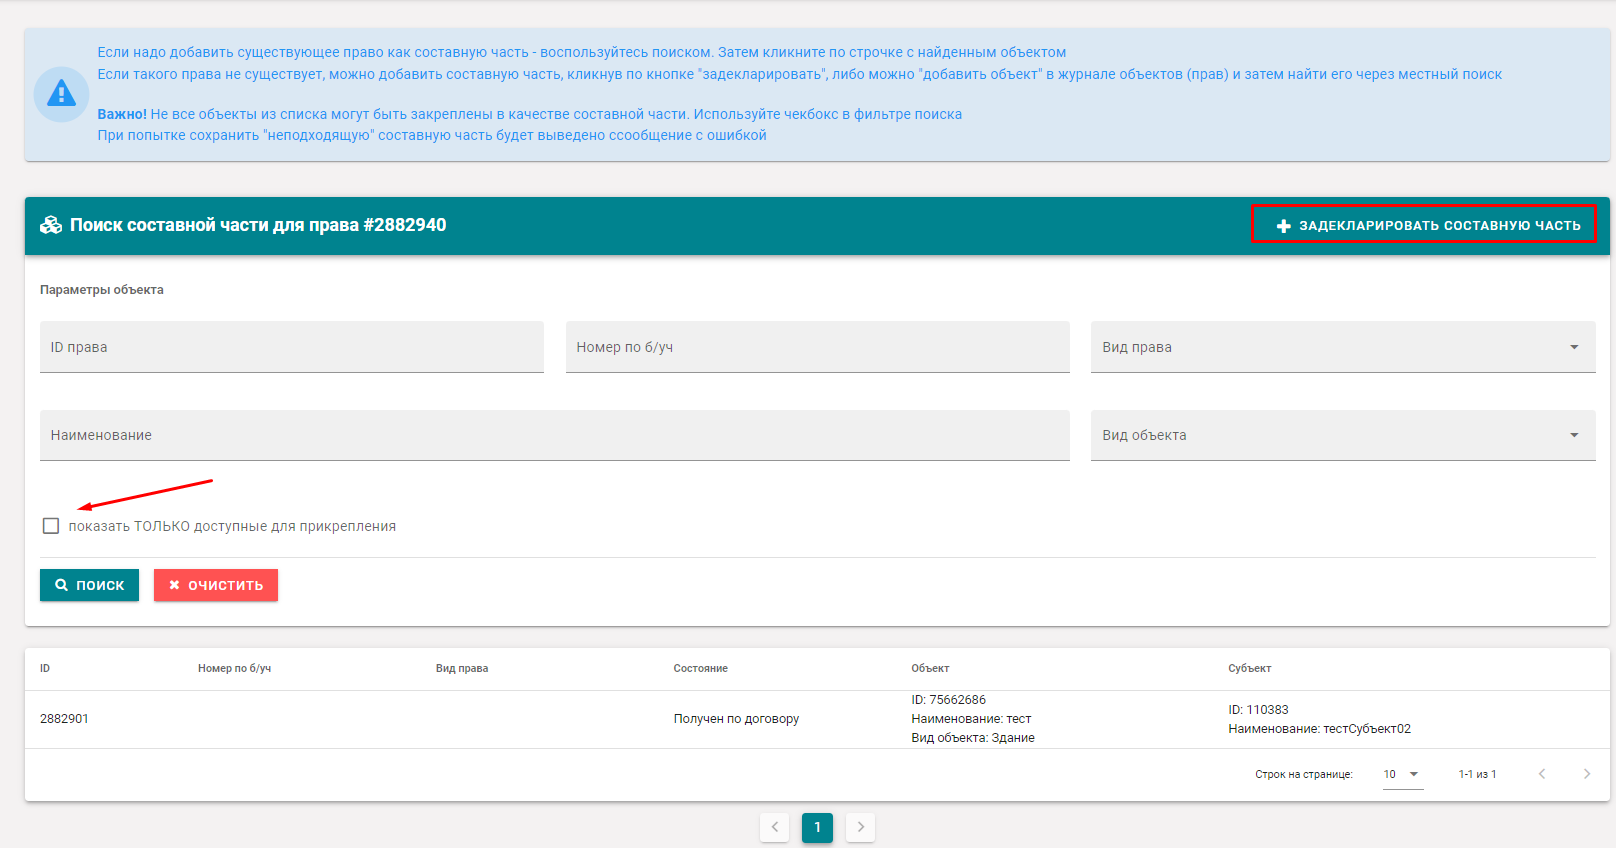 Если надо добавить существующее право как составную часть - воспользуйтесь поиском. Затем кликните по строчке с найденным объектом
Если такого права не существует, можно добавить составную часть, кликнув по кнопке "задекларировать", либо можно "добавить объект" в журнале объектов (прав) и затем найти его через местный поиск
Важно! Не все объекты из списка могут быть закреплены в качестве составной части. Используйте чекбокс в фильтре поиска
При попытке сохранить "неподходящую" составную часть будет выведено ссообщение с ошибкой
Поиск составной части для права #2882940
ЗАДЕКЛАРИРОВАТЬ СОСТАВНУЮ ЧАСТЬ
Параметры объекта
ID права
Номер по б/уч
Вид права
Наименование
Вид объекта
показать ТОЛЬКО доступные для прикрепления
ПОИСК
ОЧИСТИТЬ
ID
Номер по б/уч
Вид права
Состояние
Объект
Субъект
2882901
Получен по договору
ID: 75662686
Наименование: тест
Вид объекта: Здание
ID: 110383
Наименование: тестСубъект02
Строк на странице:
10
1-1 из 1
1